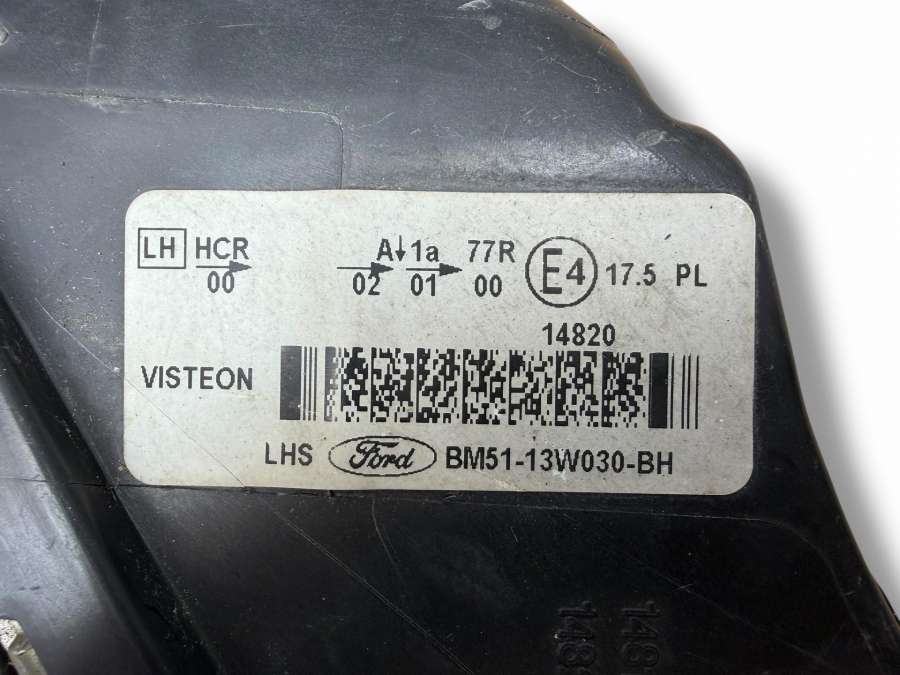 LH HCR A↓1a 77R E4 17.5 PL
00 02 01 00
14820
VISTEON
LHS Ford BM51-13W030-BH
148